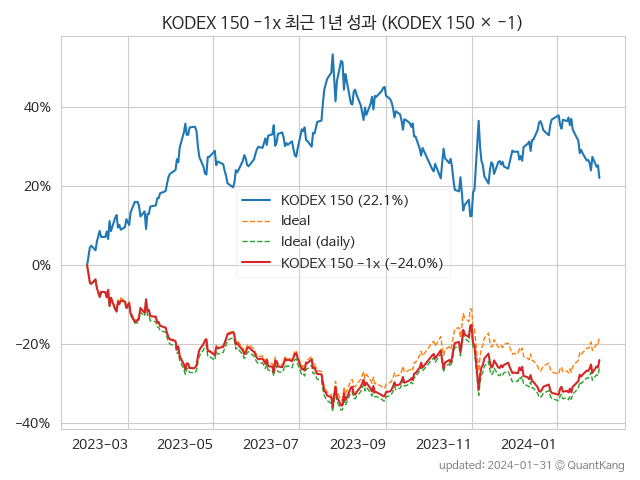 KODEX 150 −1x 최근 1년 성과 (KODEX 150 × −1)
40%
20%
0%
−20%
−40%
KODEX 150 (22.1%)
Ideal
Ideal (daily)
KODEX 150 −1x (−24.0%)
2023-03
2023-05
2023-07
2023-09
2023-11
2024-01
updated: 2024-01-31 © QuantKang